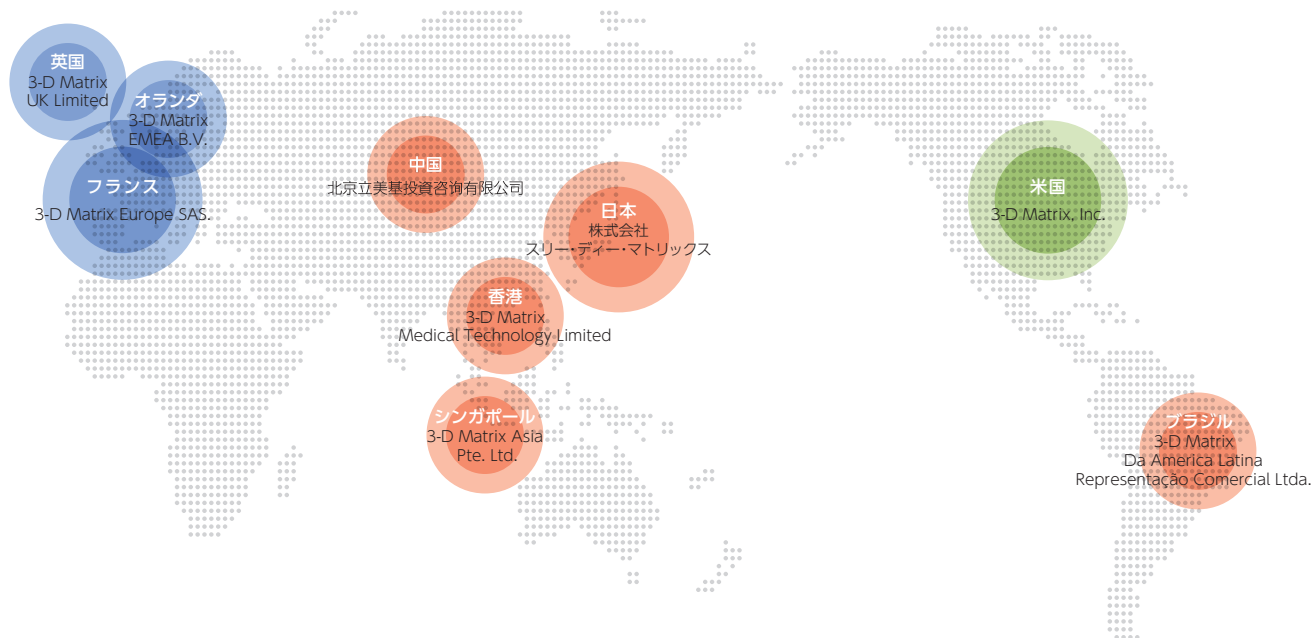 英国
3-D Matrix
UK Limited
オランダ
3-D Matrix
EMEA B.V.
フランス
3-D Matrix Europe SAS.
中国
北京立美基投資咨询有限公司
日本
株式会社
スリー・ディー・マトリックス
香港
3-D Matrix
Medical Technology Limited
シンガポール
3-D Matrix Asia
Pte. Ltd.
米国
3-D Matrix, Inc.
ブラジル
3-D Matrix
Da America Latina
Representação Comercial Ltda.